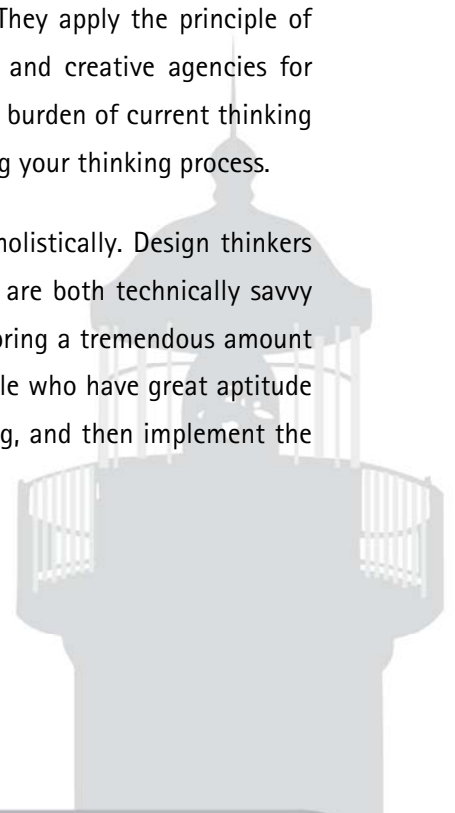 They apply the principle of
and creative agencies for
burden of current thinking
g your thinking process.
holistically. Design thinkers
are both technically savvy
bring a tremendous amount
le who have great aptitude
g, and then implement the